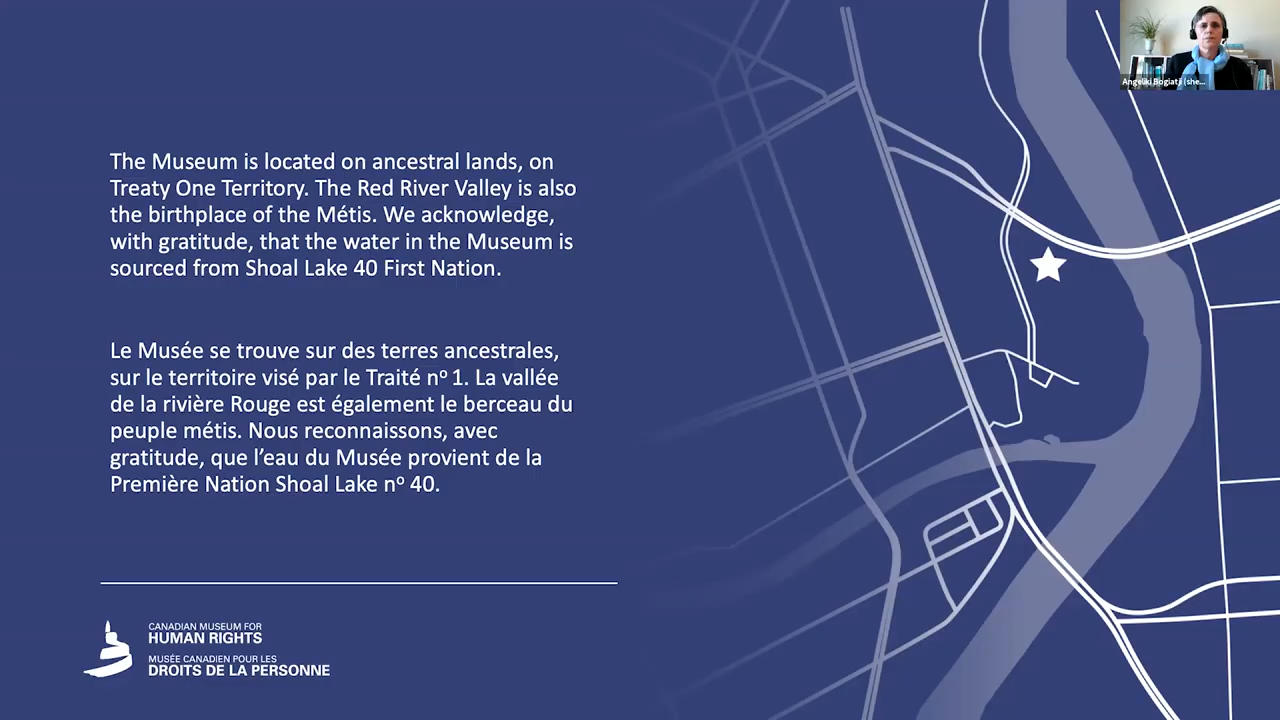 The Museum is located on ancestral lands, on
Treaty One Territory. The Red River Valley is also
the birthplace of the Métis. We acknowledge,
with gratitude, that the water in the Museum is
sourced from Shoal Lake 40 First Nation.
Le Musée se trouve sur des terres ancestrales,
sur le territoire visé par le Traité nº 1. La vallée
de la rivière Rouge est également le berceau du
peuple métis. Nous reconnaissons, avec
gratitude, que l’eau du Musée provient de la
Première Nation Shoal Lake nº 40.
CANADIAN MUSEUM FOR
HUMAN RIGHTS
MUSÉE CANADIEN POUR LES
DROITS DE LA PERSONNE
Angeliki Bogiatji (she...